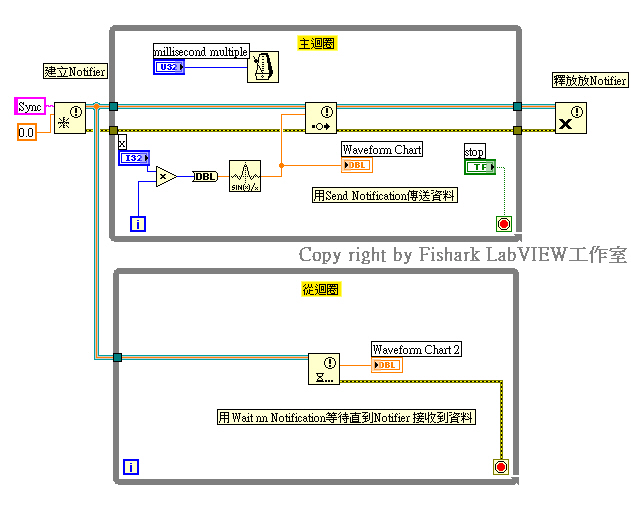 主迴圈
millisecond multiple
U32
建立Notifier
釋放放Notifier
Sync
0.0
x
I32
DBL
SIN(X)/X
Waveform Chart
DBL
stop
TF
用Send Notification傳送資料
i
Copy right by Fishark LabVIEW工作室
從迴圈
Waveform Chart 2
DBL
用 Wait nn Notification等待直到Notifier 接收到資料
i